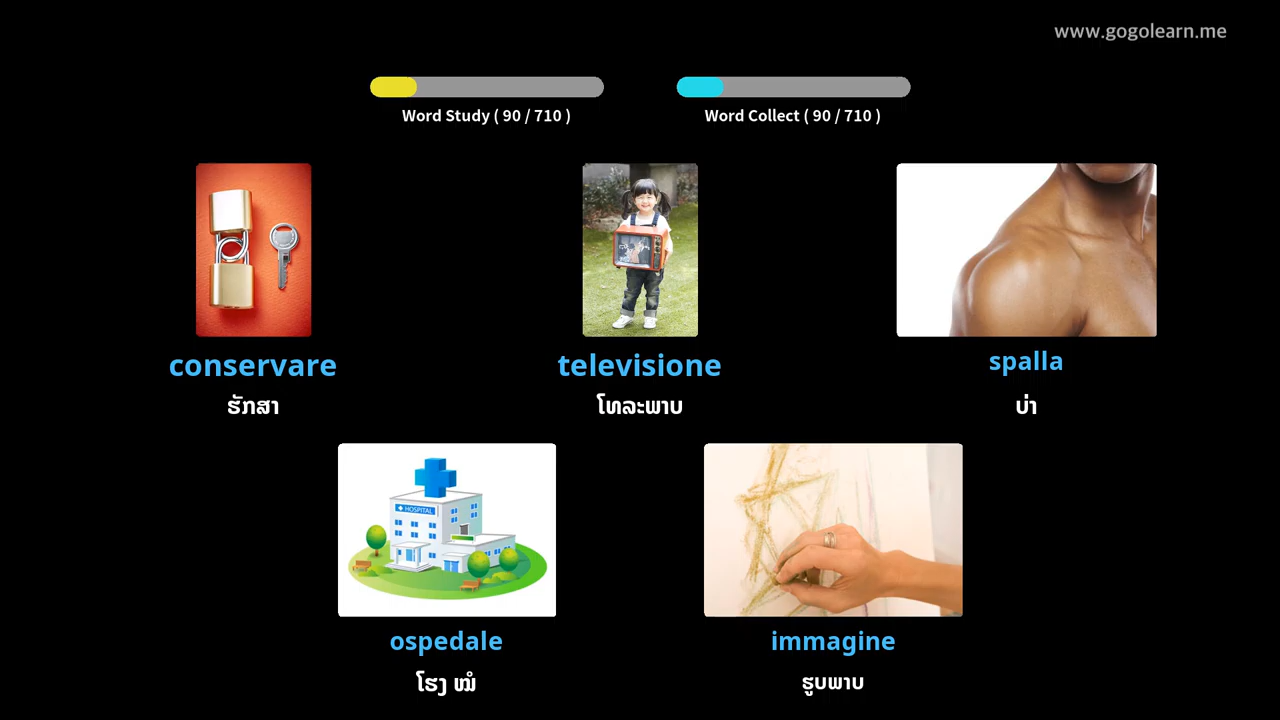 www.gogolearn.me
Word Study ( 90 / 710 )
Word Collect ( 90 / 710 )
conservare
ຮັກສາ
televisione
ໂທລະພາບ
spalla
ບ່າ
HOSPITAL
ospedale
ໂຮງ ໝໍ
immagine
ຮູບພາບ